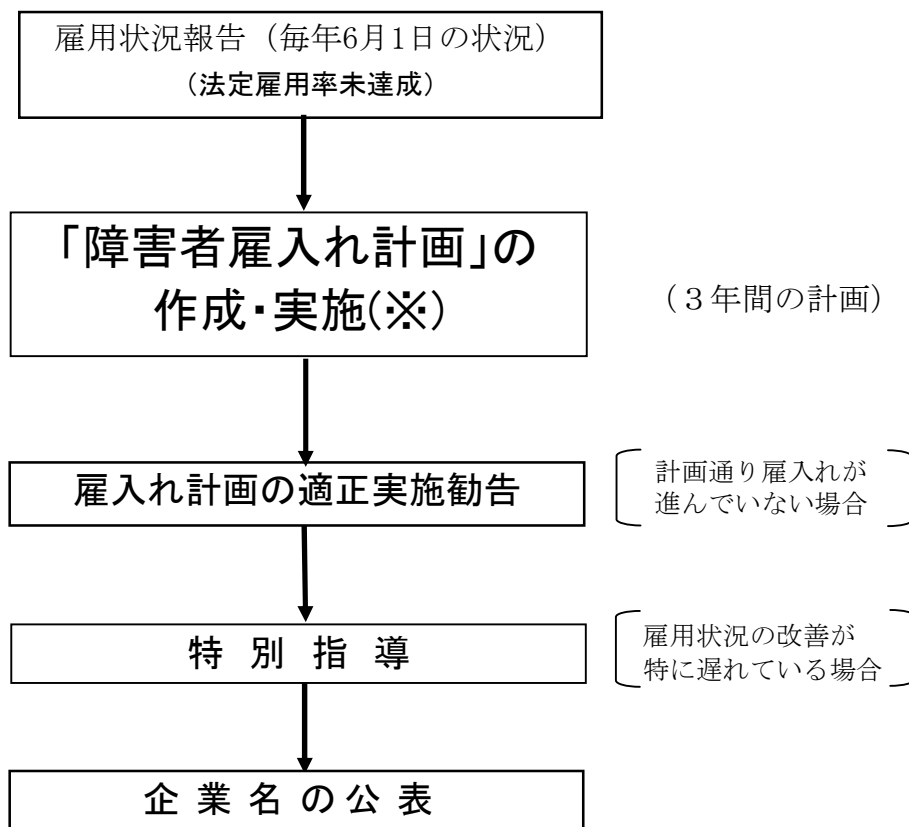 雇用状況報告（毎年6月1日の状況）
（法定雇用率未達成）
「障害者雇入れ計画」の
作成・実施(※)
（３年間の計画）
雇入れ計画の適正実施勧告
計画通り雇入れが
進んでいない場合
特 別 指 導
雇用状況の改善が
特に遅れている場合
企 業 名 の 公 表